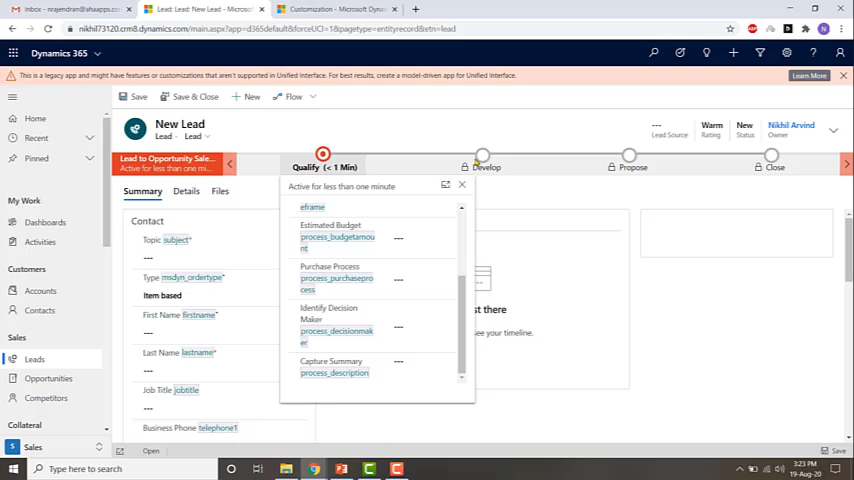 Inbox - nrajendran@ahaapps.c
Lead: Lead: New Lead - Microso
Customization - Microsoft Dyna
nikhil73120.crm8.dynamics.com/main.aspx?app=d365default&forceUCI=1&pagetype=entityrecord&etn=lead
Dynamics 365
This is a legacy app and might have features or customizations that aren't supported in Unified Interface. For best results, create a model-driven app for Unified Interface.
Learn More
Save
Save & Close
New
Flow
Home
Recent
Pinned
My Work
Dashboards
Activities
Customers
Accounts
Contacts
Sales
Leads
Opportunities
Competitors
Collateral
Sales
New Lead
Lead · Lead
---
Lead Source
Warm
Rating
New
Status
Nikhil Arvind
Owner
Lead to Opportunity Sale...
Active for less than one mi...
Qualify (< 1 Min)
Develop
Propose
Close
Summary
Details
Files
Contact
Topic subject*
---
Type msdyn_ordertype*
Item based
First Name firstname+
---
Last Name lastname*
---
Job Title jobtitle
---
Business Phone telephone1
Active for less than one minute
eframe
Estimated Budget
process_budgetamou
nt
---
Purchase Process
process_purchasepro
cess
---
Identify Decision
Maker
process_decisionmak
er
---
Capture Summary
process_description
---
st there
see your timeline.
Open
Save
Type here to search
3:23 PM
19-Aug-20